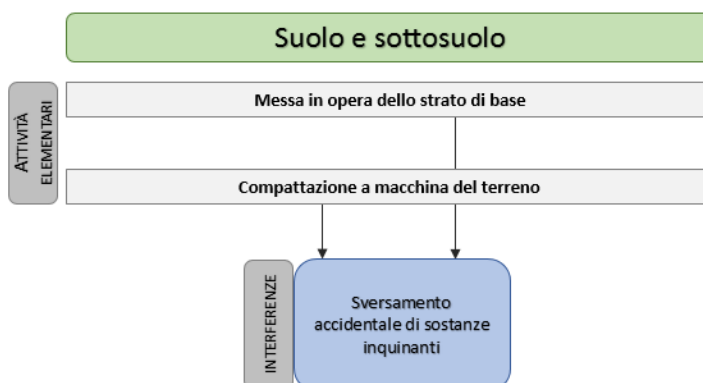 Suolo e sottosuolo
ATTIVITÀ
ELEMENTARI
Messa in opera dello strato di base
Compattazione a macchina del terreno
INTERFERENZE
Sversamento
accidentale di sostanze
inquinanti